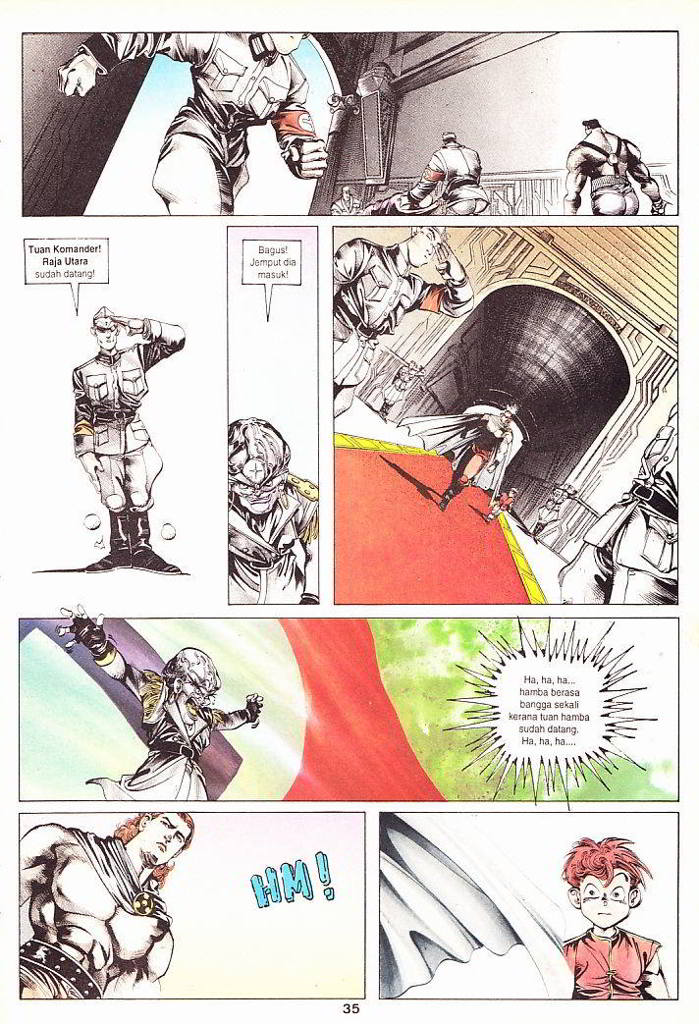 Tuan Komander!
Raja Utara
sudah datang!
Bagus!
Jemput dia
masuk!
Ha, ha, ha...
hamba berasa
bangga sekali
kerana tuan hamba
sudah datang.
Ha, ha, ha....
HM!
35